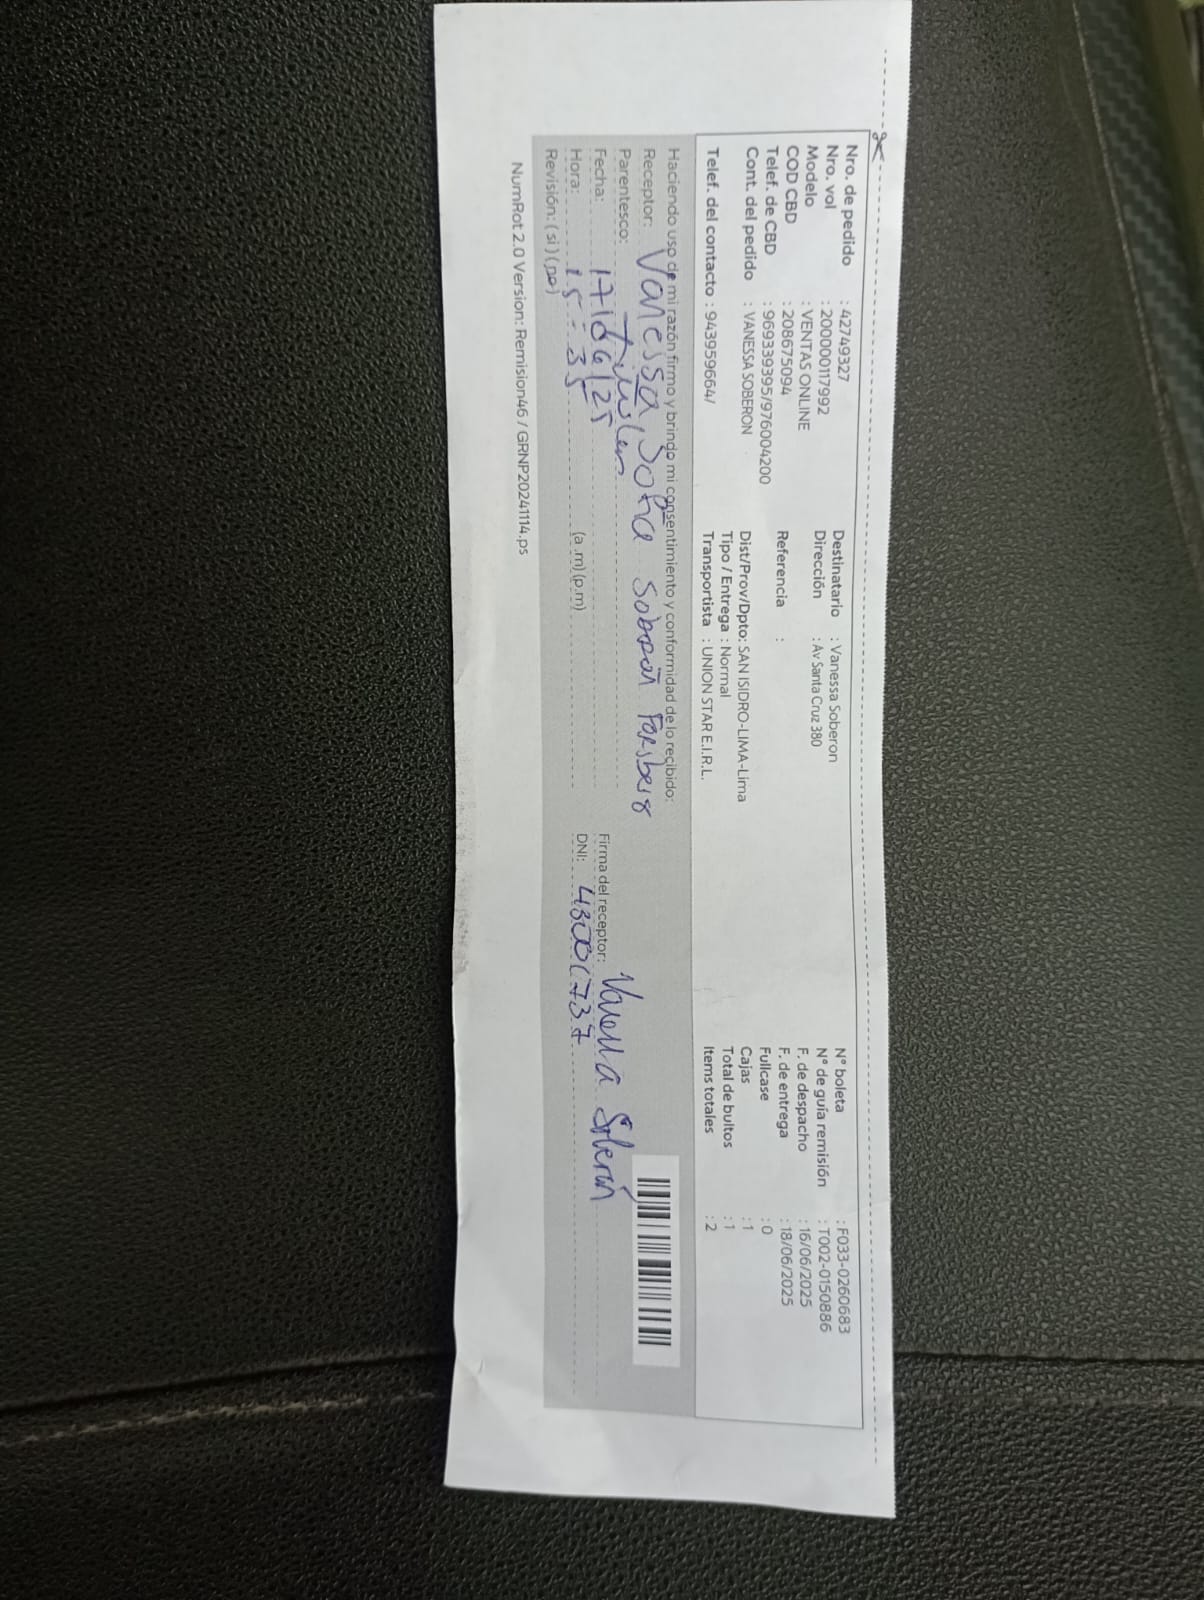 Nro. de pedido : 42749327
Nro. vol : 200000117992
Modelo : VENTAS ONLINE
COD CBD : 208675094
Telef. de CBD : 969339395/976004200
Cont. del pedido : VANESSA SOBERON
Telef. del contacto : 943959664/
Destinatario : Vanessa Soberon
Dirección : Av Santa Cruz 380
Referencia :
Dist/Prov/Dpto: SAN ISIDRO-LIMA-Lima
Tipo / Entrega : Normal
Transportista : UNION STAR E.I.R.L.
N° boleta : F033-0260683
N° de guía remisión : T002-0150886
F. de despacho : 16/06/2025
F. de entrega : 18/06/2025
Fullcase : 0
Cajas : 1
Total de bultos : 1
Items totales : 2
Haciendo uso de mi razón firmo y brindo mi consentimiento y conformidad de lo recibido:
Receptor: Vanessa Sofia Soberón Forsberg
Parentesco: Titular
Fecha: 17/06/25
Hora: 15:35 (a.m) (p.m)
Revisión: (si) (no)
Firma del receptor: Vanessa Soberón
DNI:
NumRot 2.0 Version: Remision46 / GRNP20241114.ps